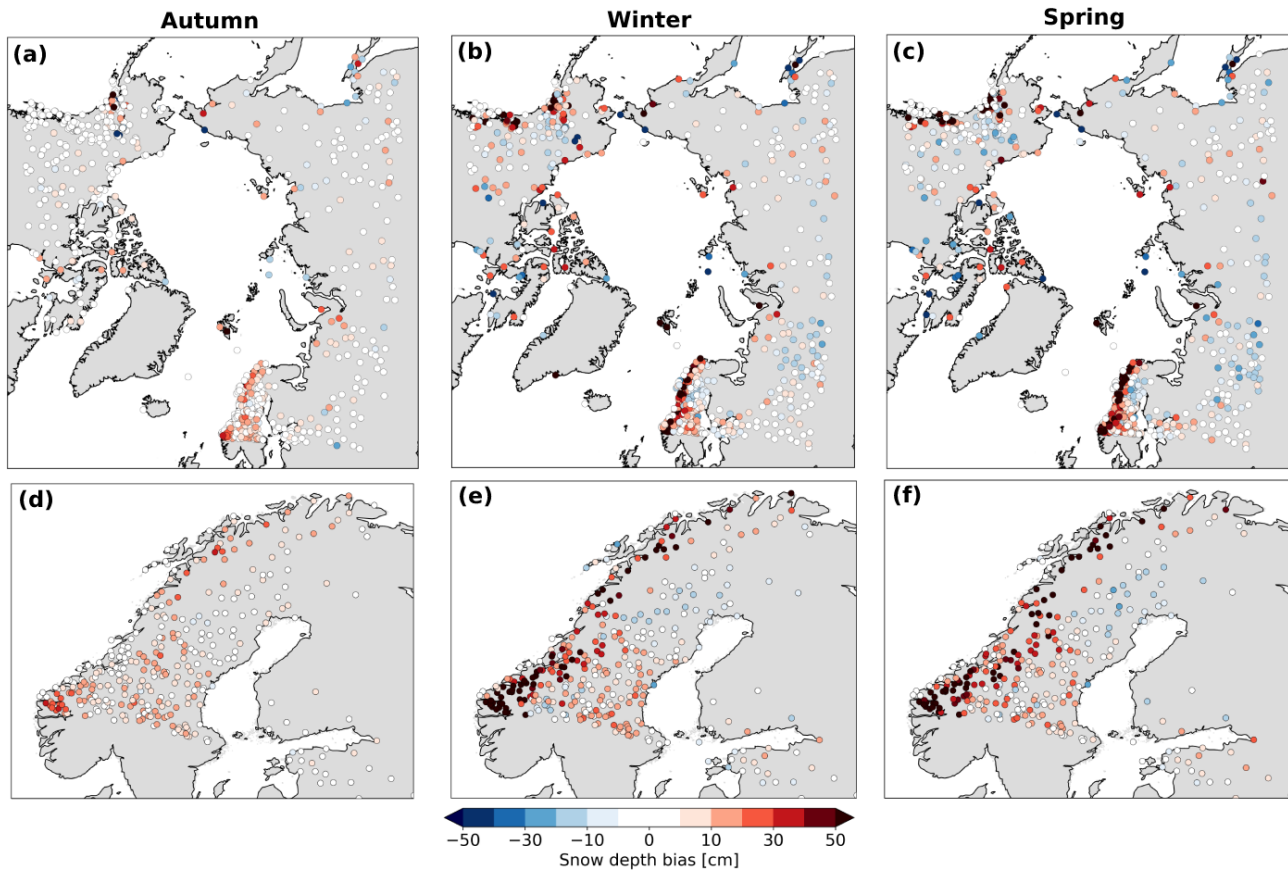 Autumn
Winter
Spring
(a)
(b)
(c)
(d)
(e)
(f)
−50 −30 −10 0 10 30 50
Snow depth bias [cm]